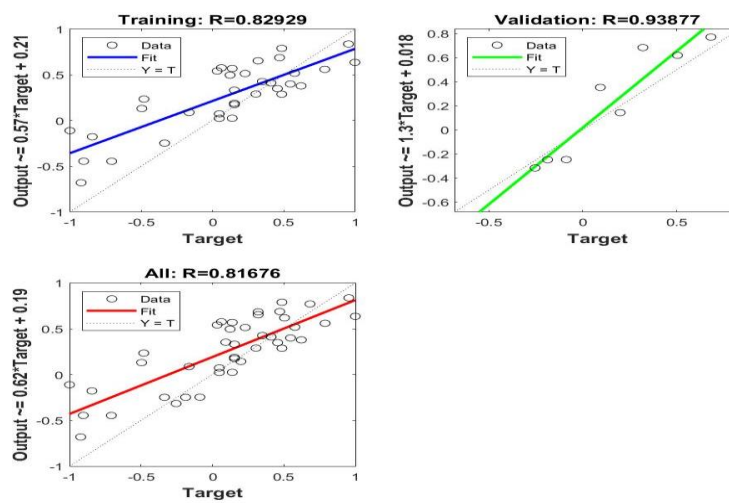 Training: R=0.82929
Output ~= 0.57*Target + 0.21
1
0.5
0
-0.5
-1
Data
Fit
Y = T
-1 -0.5 0 0.5 1
Target
Validation: R=0.93877
Output ~= 1.3*Target + 0.018
0.8
0.6
0.4
0.2
0
-0.2
-0.4
-0.6
Data
Fit
Y = T
-0.5 0 0.5
Target
All: R=0.81676
Output ~= 0.62*Target + 0.19
1
0.5
0
-0.5
-1
Data
Fit
Y = T
-1 -0.5 0 0.5 1
Target